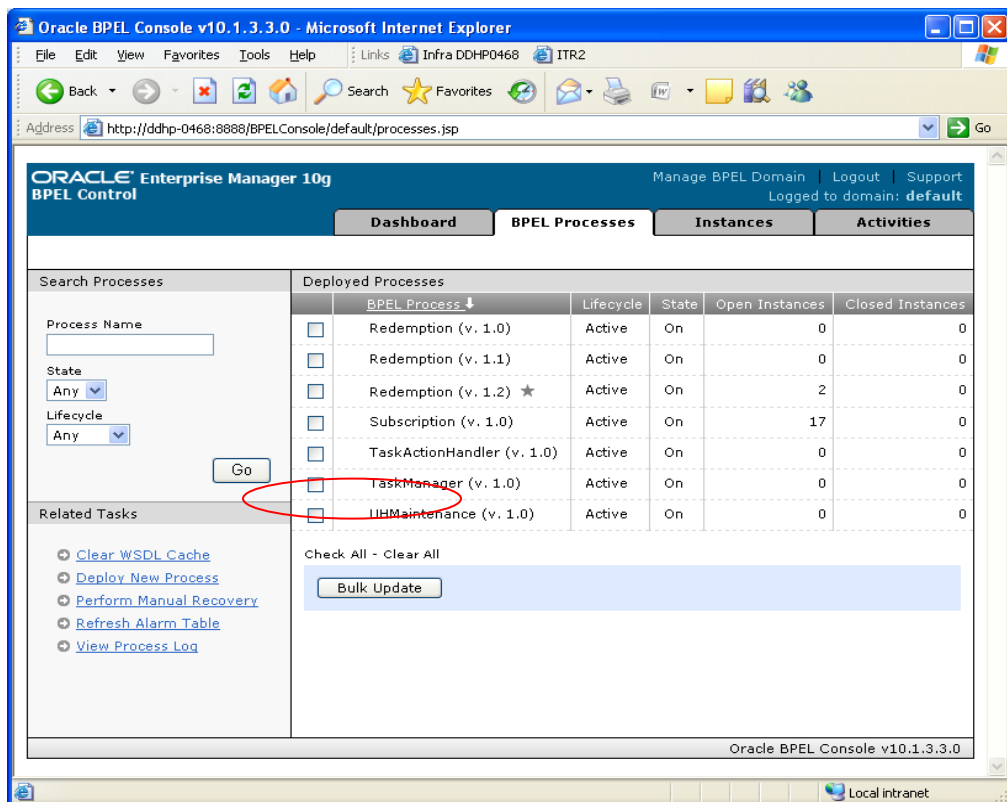 Oracle BPEL Console v10.1.3.3.0 - Microsoft Internet Explorer
File Edit View Favorites Tools Help Links Infra DDHP0468 ITR2
Back Search Favorites
Address http://ddhp-0468:8888/BPELConsole/default/processes.jsp Go
ORACLE Enterprise Manager 10g
BPEL Control
Manage BPEL Domain | Logout | Support
Logged to domain: default
Dashboard BPEL Processes Instances Activities
Search Processes
Process Name
State
Any
Lifecycle
Any
Go
Related Tasks
Clear WSDL Cache
Deploy New Process
Perform Manual Recovery
Refresh Alarm Table
View Process Log
Deployed Processes
BPEL Process Lifecycle State Open Instances Closed Instances
Redemption (v. 1.0) Active On 0 0
Redemption (v. 1.1) Active On 0 0
Redemption (v. 1.2) Active On 2 0
Subscription (v. 1.0) Active On 17 0
TaskActionHandler (v. 1.0) Active On 0 0
TaskManager (v. 1.0) Active On 0 0
UHMaintenance (v. 1.0) Active On 0 0
Check All - Clear All
Bulk Update
Oracle BPEL Console v10.1.3.3.0
Local intranet